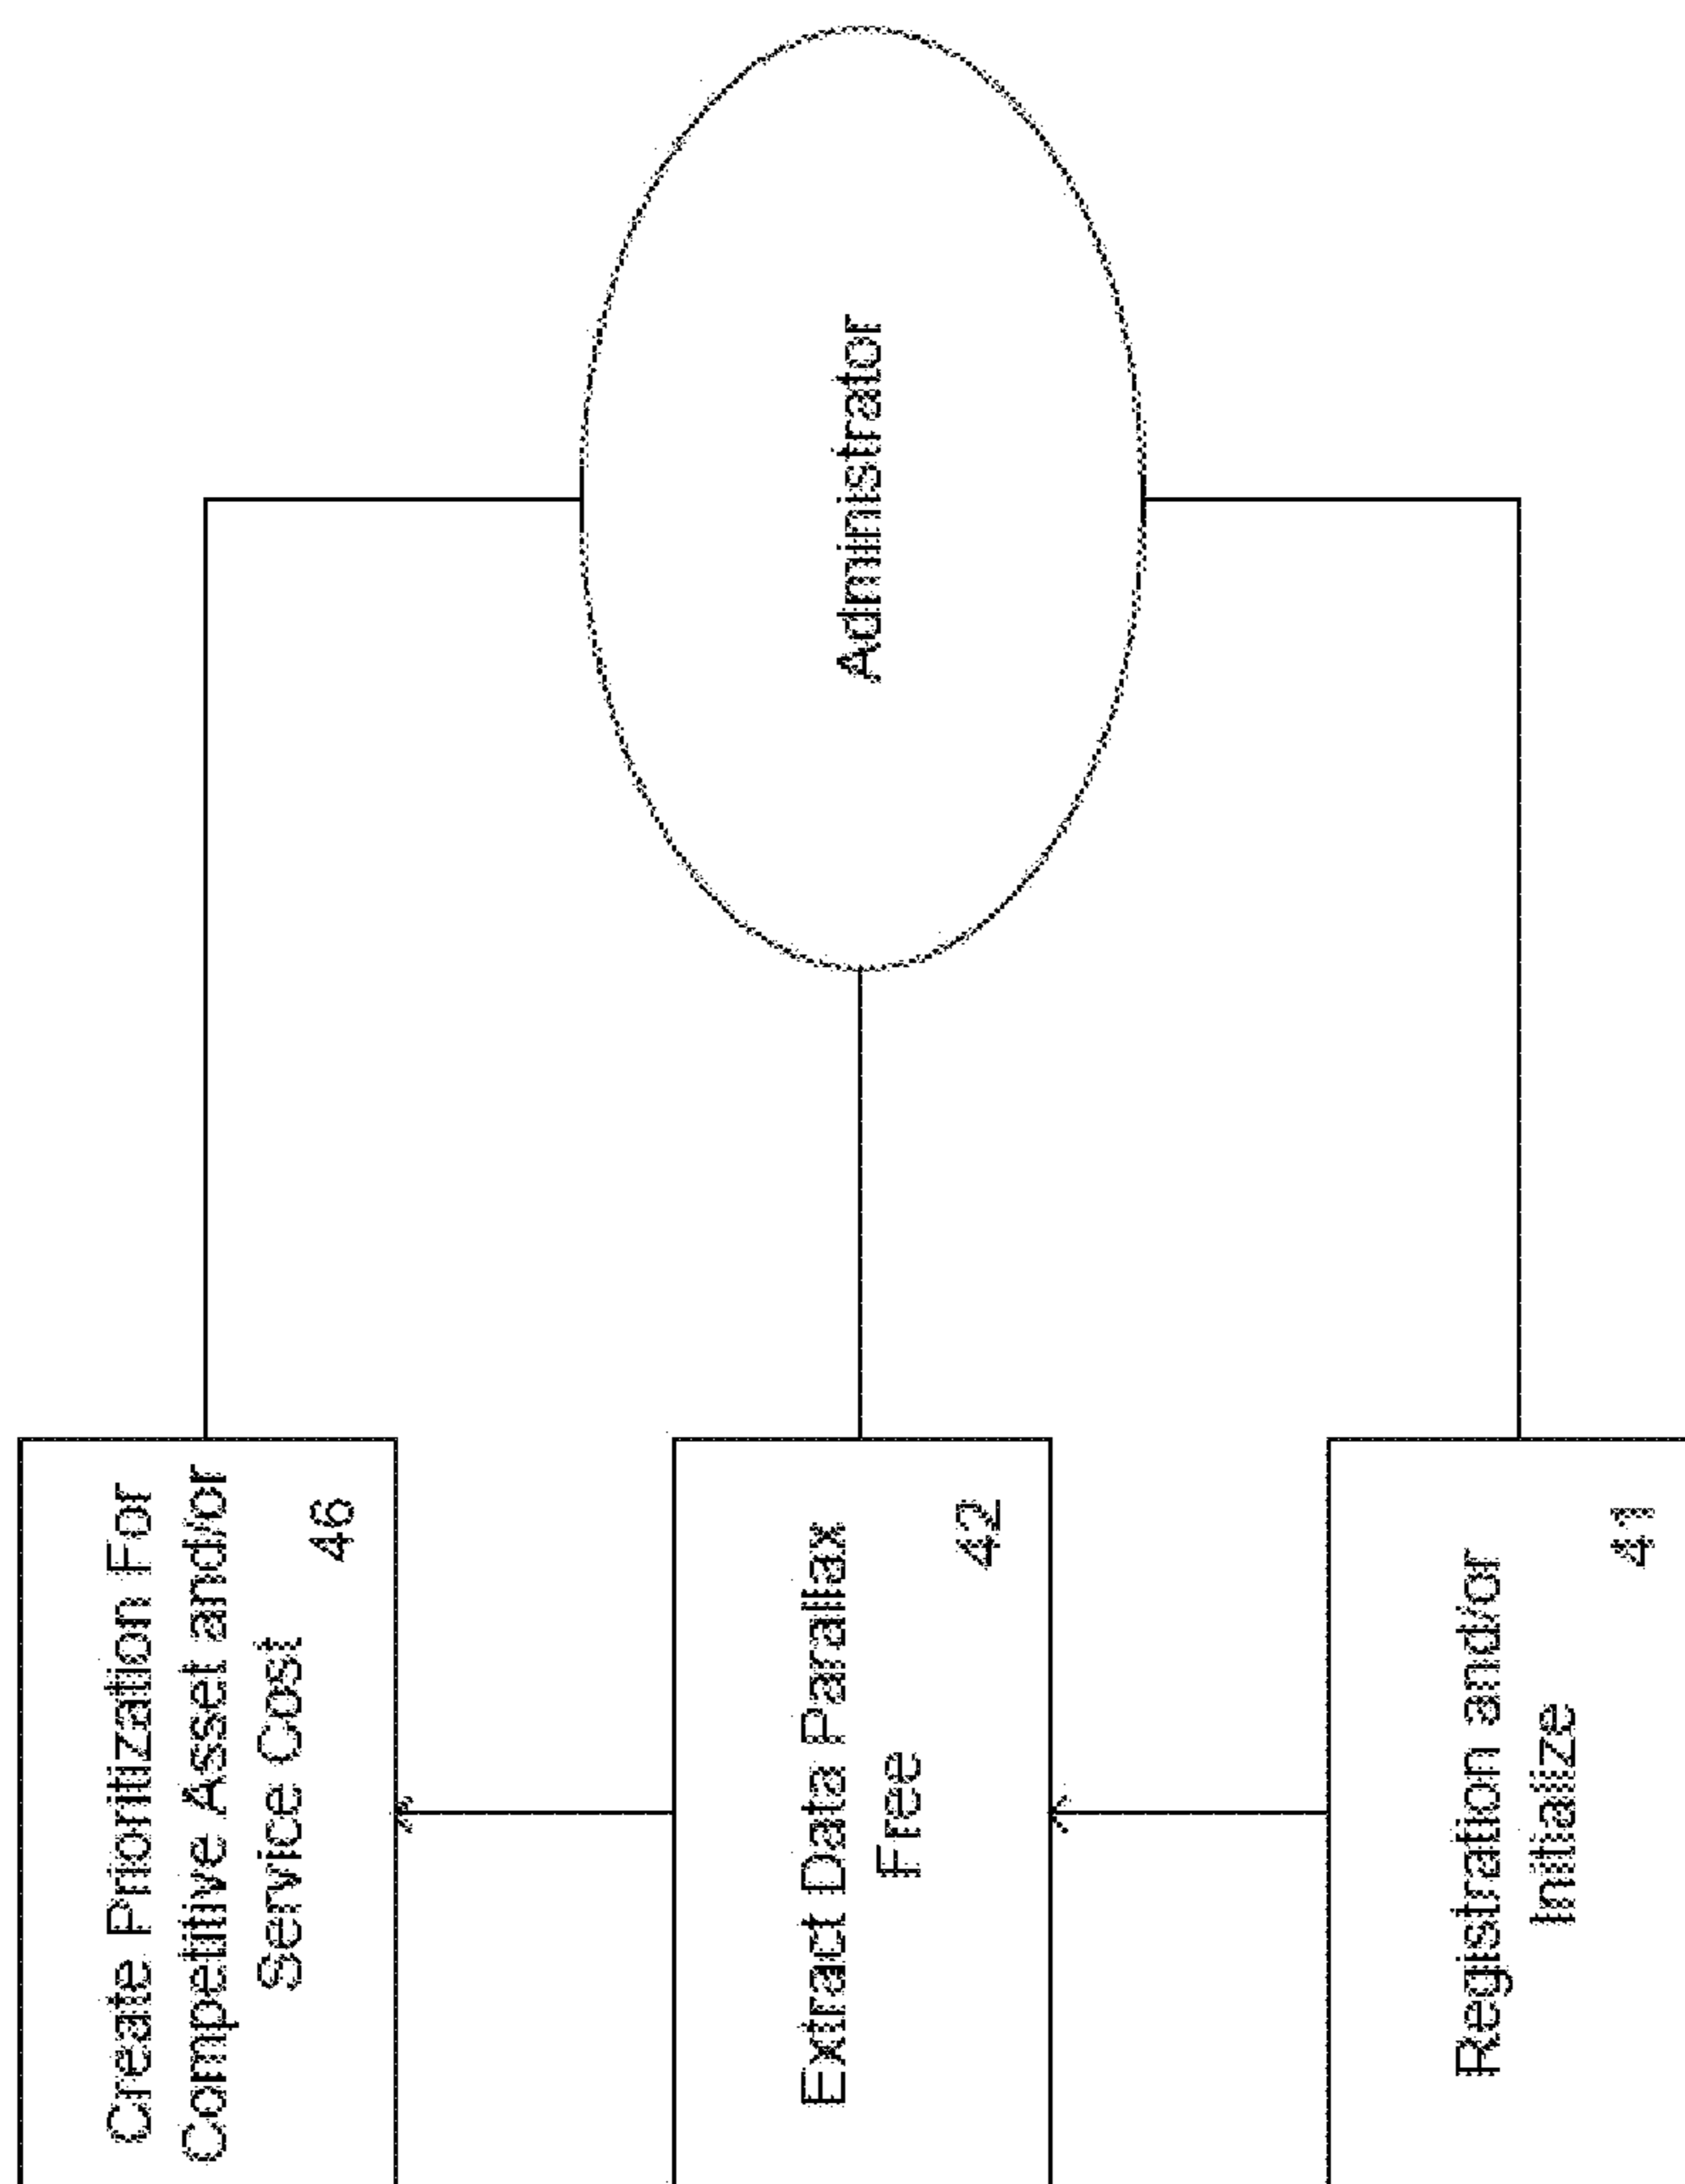 Create Prioritization For
Competitive Asset and/or
Service Cost
46
Extract Data Parallax
Free
42
Registration and/or
Initialize
41
Administrator